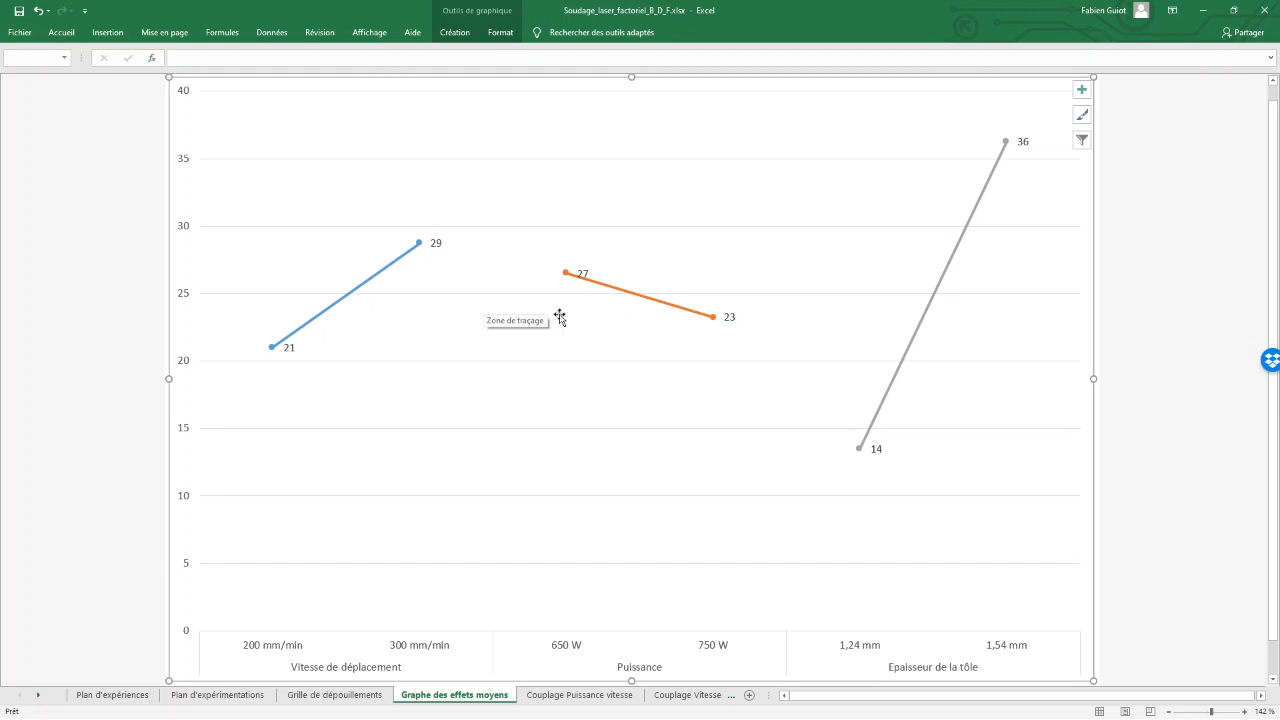 Outils de graphique
Soudage_laser_factoriel_B_D_F.xlsx - Excel
Fabien Guiot
Fichier Accueil Insertion Mise en page Formules Données Révision Affichage Aide Création Format Rechercher des outils adaptés Partager
fx
40
35
30
25
20
15
10
5
0
36
29
27
Zone de traçage
23
21
14
200 mm/min 300 mm/min 650 W 750 W 1,24 mm 1,54 mm
Vitesse de déplacement Puissance Epaisseur de la tôle
Plan d'expériences Plan d'expérimentations Grille de dépouillements Graphe des effets moyens Couplage Puissance vitesse Couplage Vitesse ...
Prêt
142 %